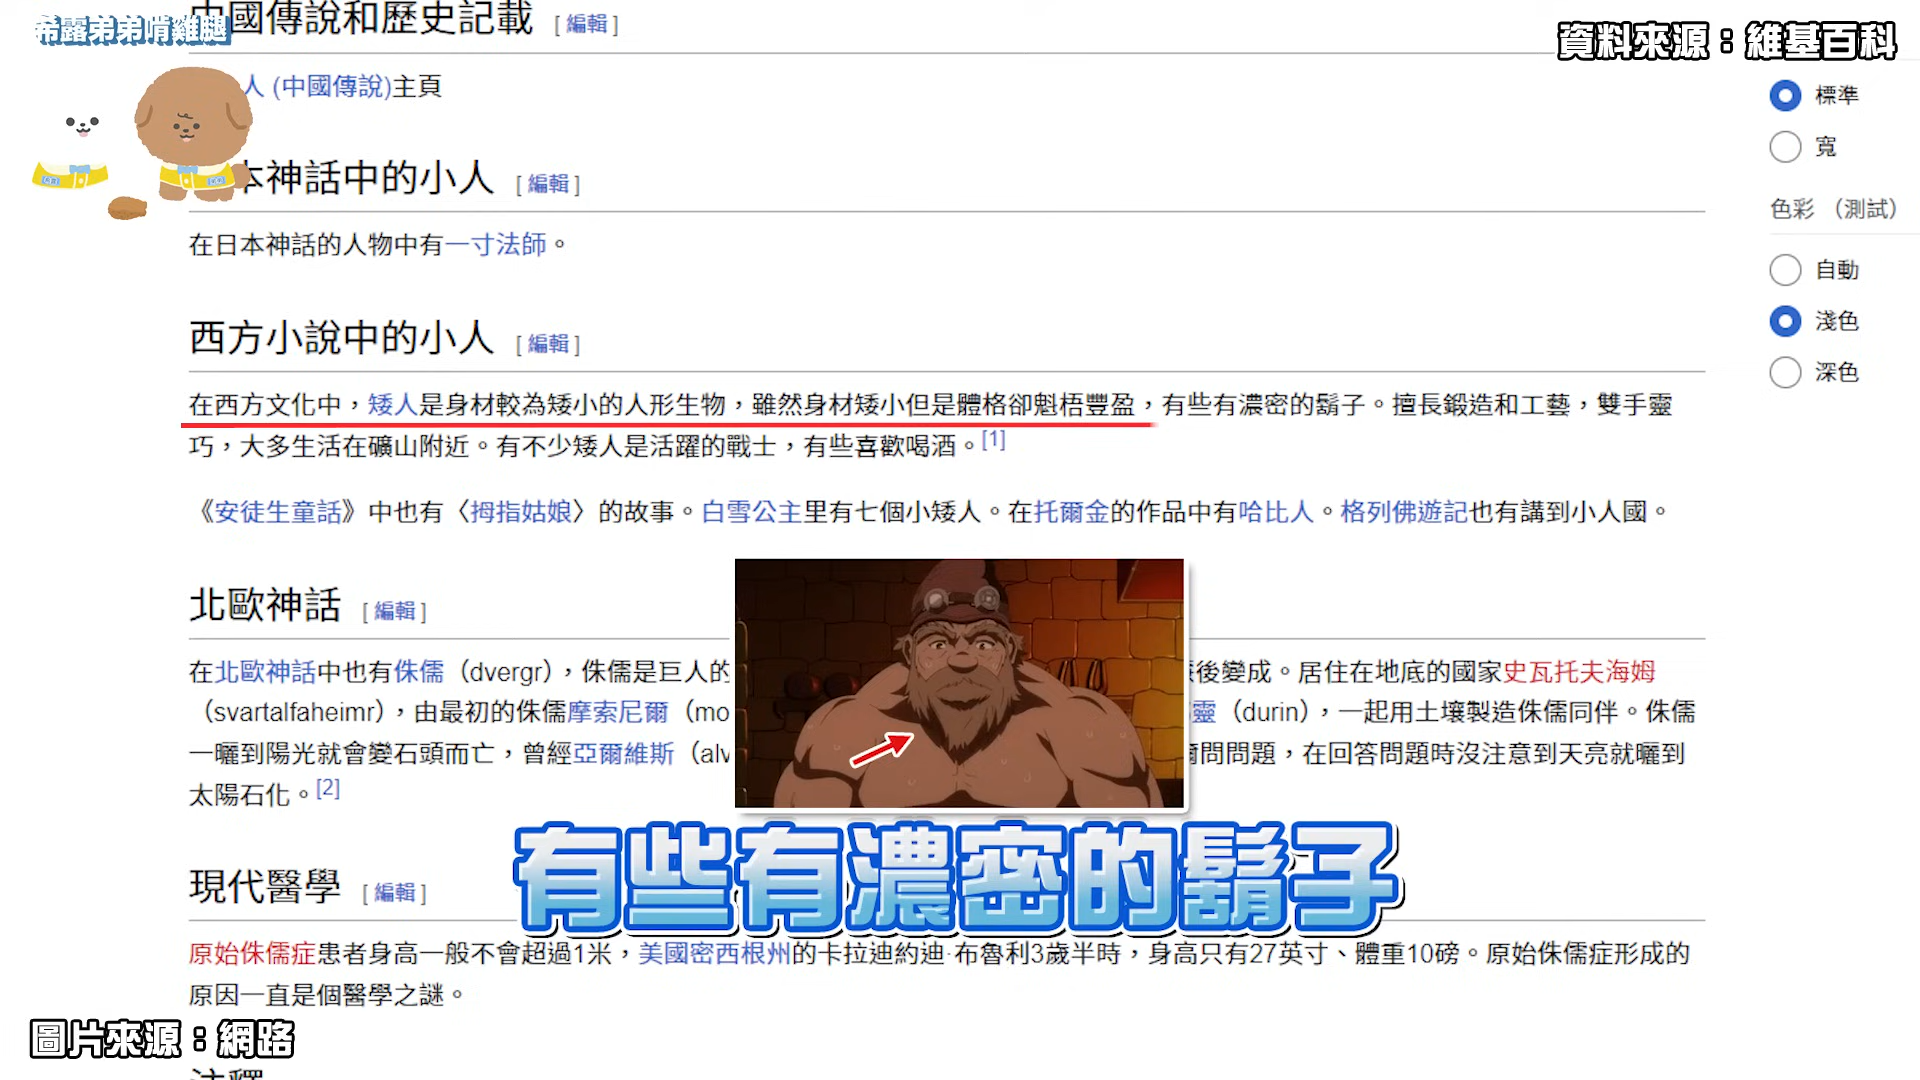 希露弟弟啃雞腿
中國傳說和歷史記載 [編輯]
資料來源：維基百科
人 (中國傳說)主頁
標準
寬
本神話中的小人 [編輯]
色彩 （測試）
在日本神話的人物中有一寸法師。
自動
淺色
深色
西方小說中的小人 [編輯]
在西方文化中，矮人是身材較為矮小的人形生物，雖然身材矮小但是體格卻魁梧豐盈，有些有濃密的鬍子。擅長鍛造和工藝，雙手靈
巧，大多生活在礦山附近。有不少矮人是活躍的戰士，有些喜歡喝酒。[1]
《安徒生童話》中也有〈拇指姑娘〉的故事。白雪公主里有七個小矮人。在托爾金的作品中有哈比人。格列佛遊記也有講到小人國。
北歐神話 [編輯]
在北歐神話中也有侏儒（dvergr），侏儒是巨人的 後變成。居住在地底的國家史瓦托夫海姆
（svartalfaheimr），由最初的侏儒摩索尼爾（mo 靈（durin），一起用土壤製造侏儒同伴。侏儒
一曬到陽光就會變石頭而亡，曾經亞爾維斯（alv 問問題，在回答問題時沒注意到天亮就曬到
太陽石化。[2]
有些有濃密的鬍子
現代醫學 [編輯]
原始侏儒症患者身高一般不會超過1米，美國密西根州的卡拉迪約迪·布魯利3歲半時，身高只有27英寸、體重10磅。原始侏儒症形成的
原因一直是個醫學之謎。
圖片來源：網路
注釋